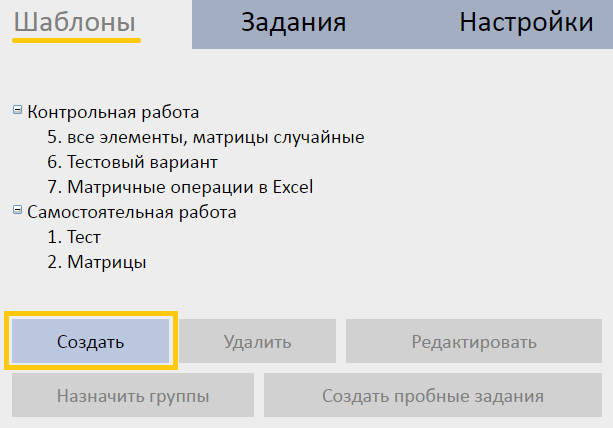 Шаблоны Задания Настройки
Контрольная работа
5. все элементы, матрицы случайные
6. Тестовый вариант
7. Матричные операции в Excel
Самостоятельная работа
1. Тест
2. Матрицы
Создать Удалить Редактировать
Назначить группы Создать пробные задания